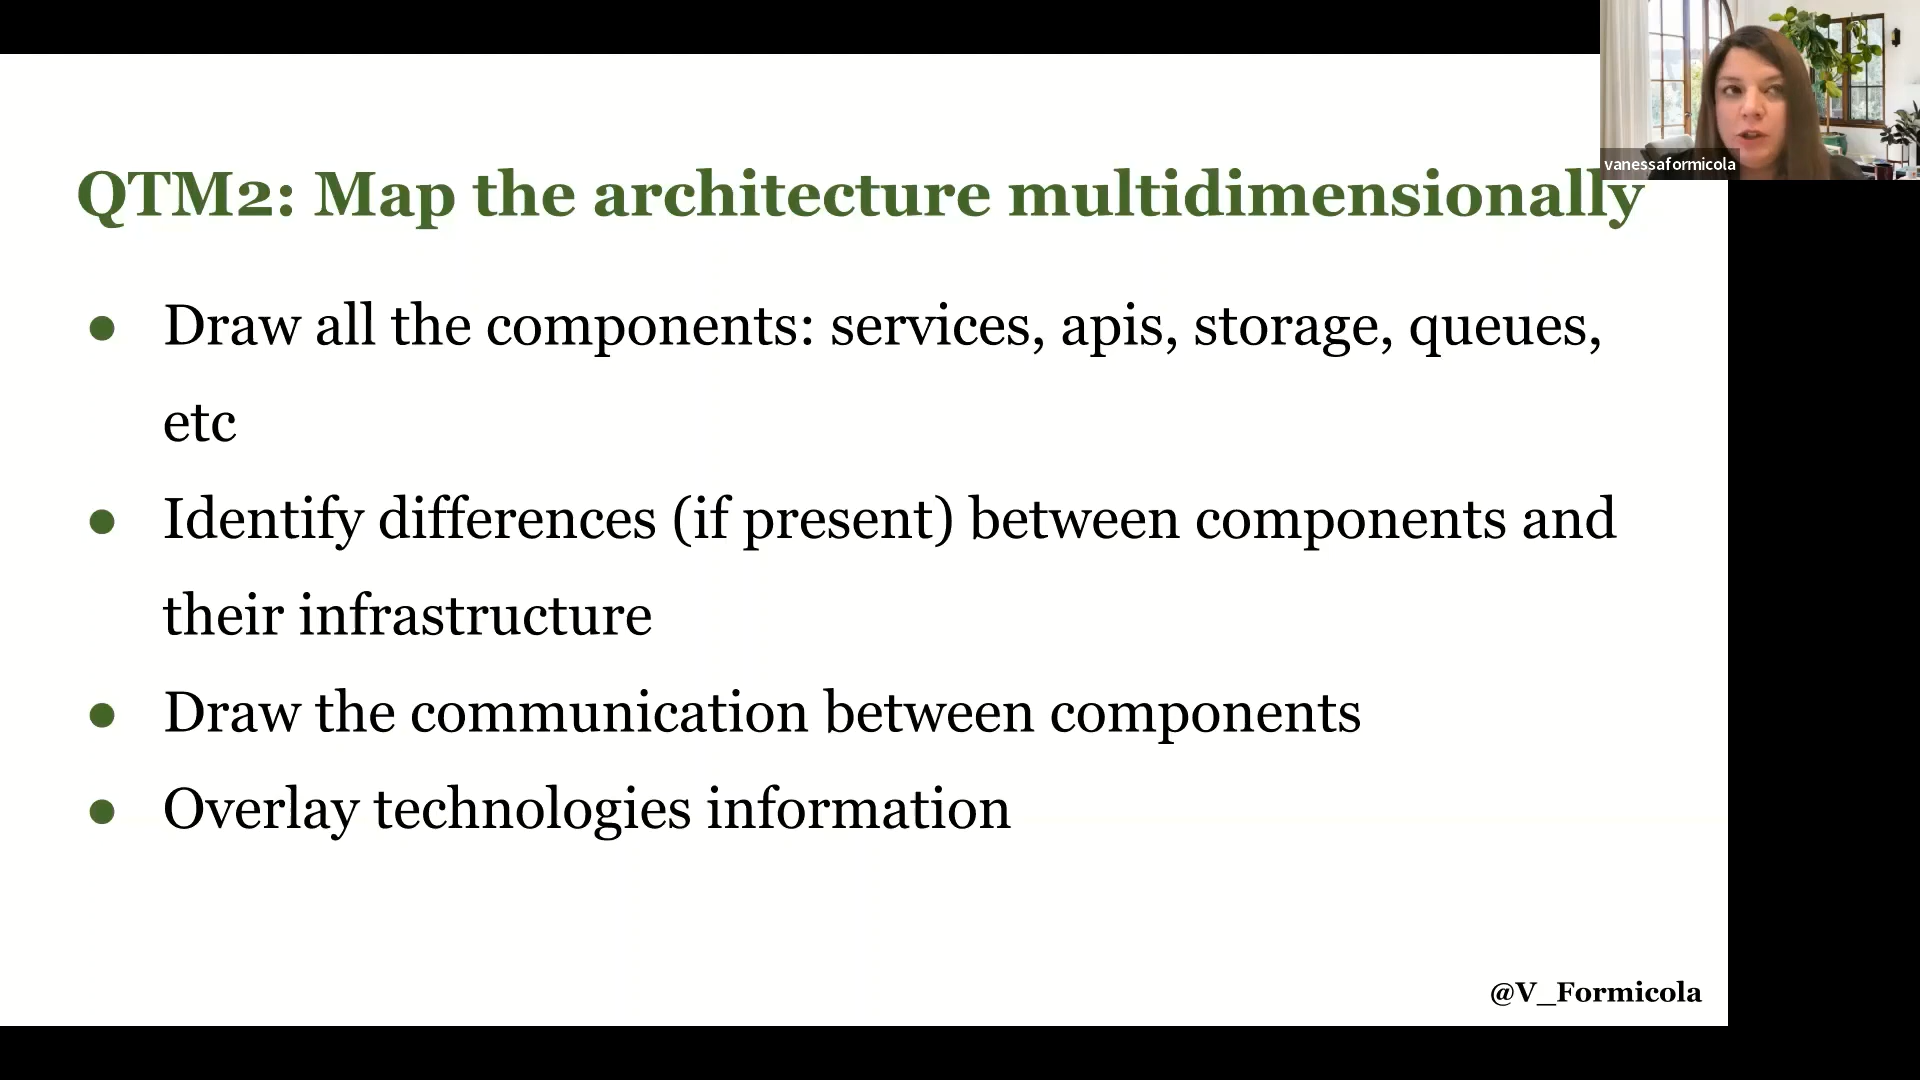 vanessaformicola
QTM2: Map the architecture multidimensionally
● Draw all the components: services, apis, storage, queues,
etc
● Identify differences (if present) between components and
their infrastructure
● Draw the communication between components
● Overlay technologies information
@V_Formicola